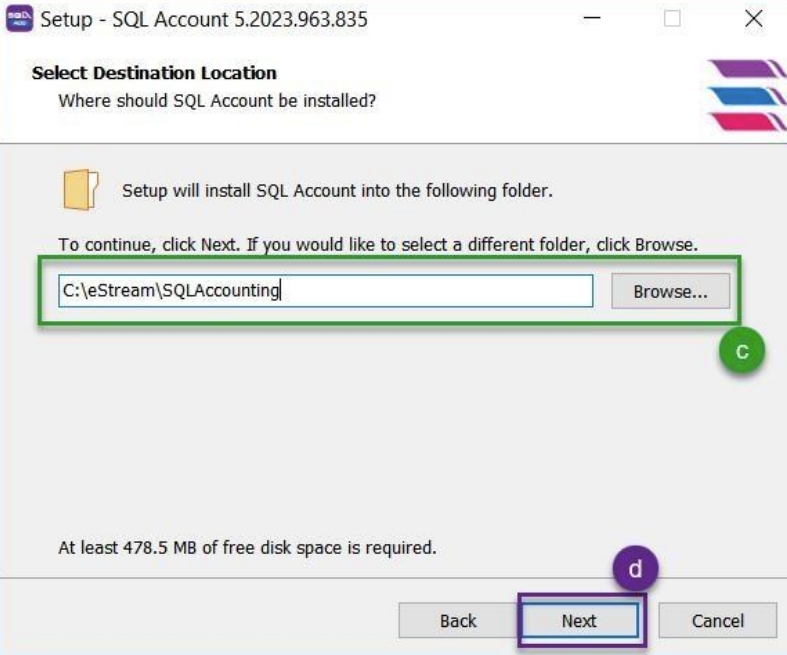 Setup - SQL Account 5.2023.963.835
Select Destination Location
Where should SQL Account be installed?
Setup will install SQL Account into the following folder.
To continue, click Next. If you would like to select a different folder, click Browse.
C:\eStream\SQLAccounting
Browse...
c
At least 478.5 MB of free disk space is required.
d
Back
Next
Cancel